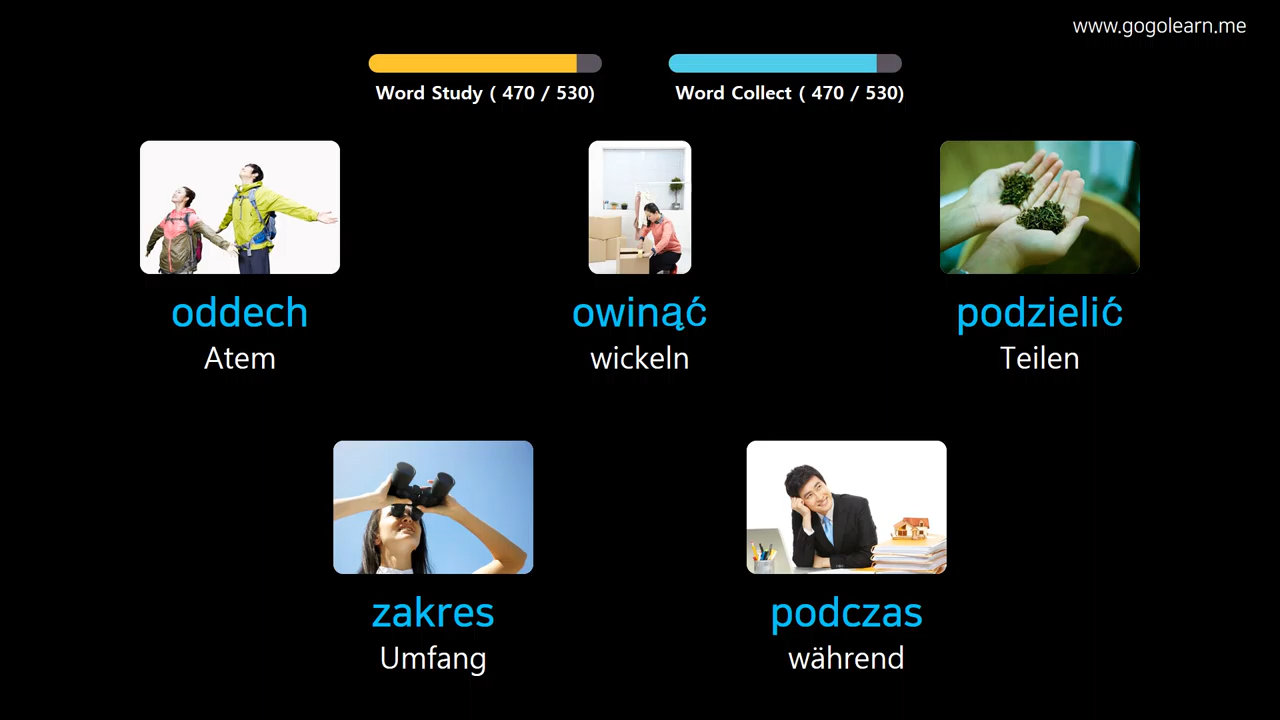 www.gogolearn.me
Word Study ( 470 / 530)
Word Collect ( 470 / 530)
oddech
Atem
owinąć
wickeln
podzielić
Teilen
zakres
Umfang
podczas
während